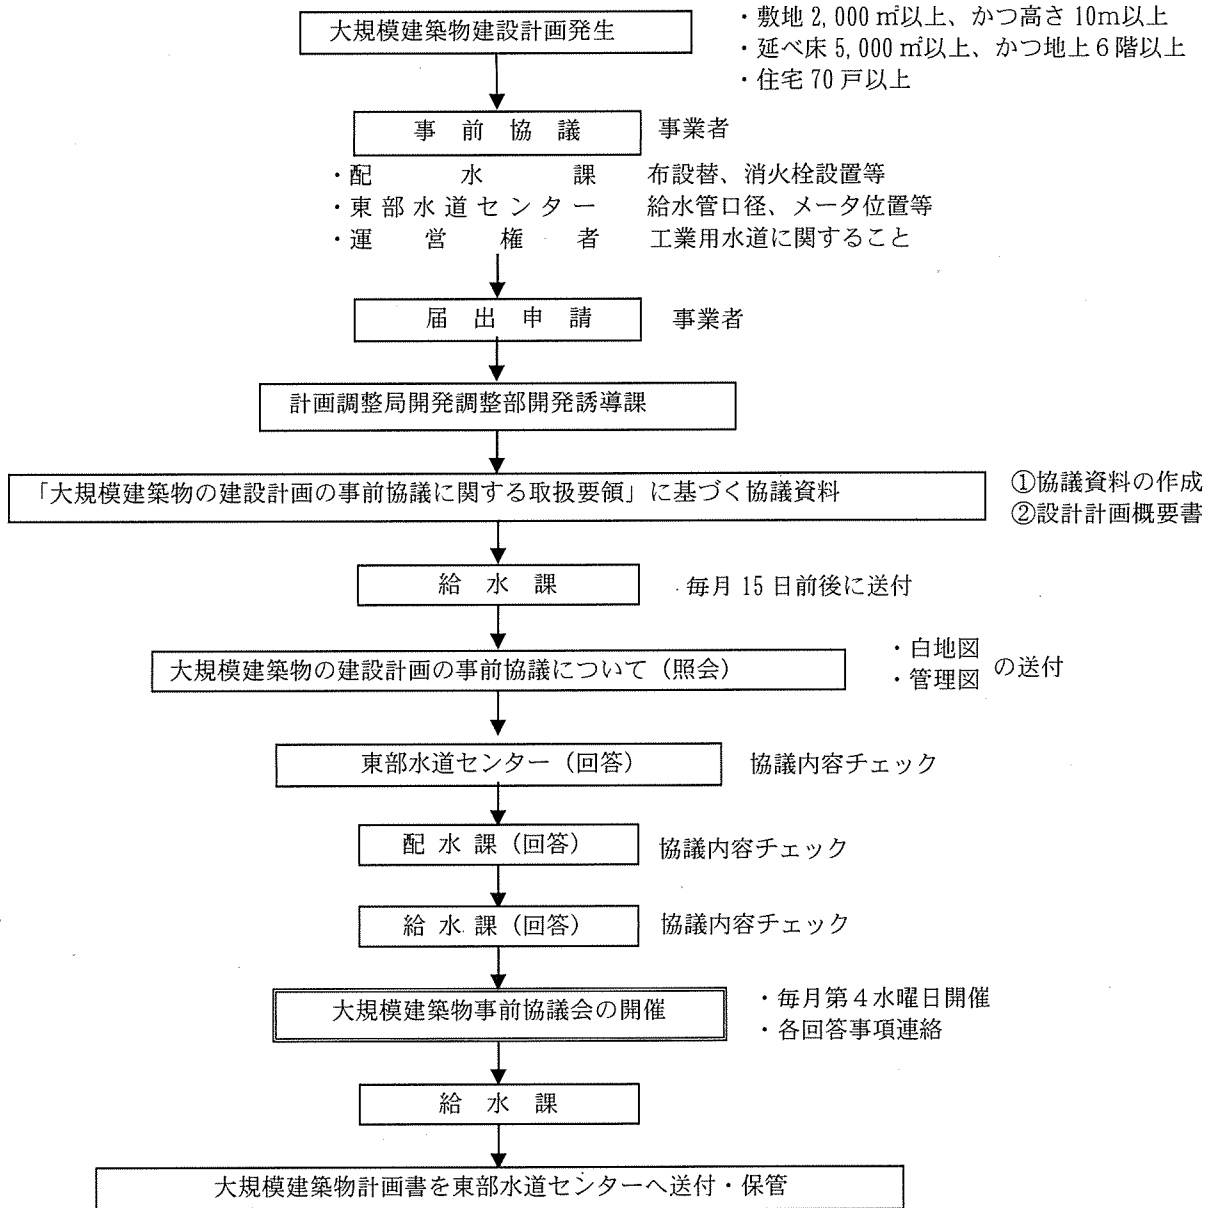 大規模建築物建設計画発生
・敷地 2,000 ㎡以上、かつ高さ 10m以上
・延べ床 5,000 ㎡以上、かつ地上6階以上
・住宅 70 戸以上
事 前 協 議 事業者
・配 水 課 布設替、消火栓設置等
・東部水道センター 給水管口径、メータ位置等
・運 営 権 者 工業用水道に関すること
届 出 申 請 事業者
計画調整局開発調整部開発誘導課
「大規模建築物の建設計画の事前協議に関する取扱要領」に基づく協議資料
①協議資料の作成
②設計計画概要書
給 水 課 毎月 15 日前後に送付
大規模建築物の建設計画の事前協議について(照会)
・白地図
・管理図
の送付
東部水道センター(回答) 協議内容チェック
配 水 課(回答) 協議内容チェック
給 水 課(回答) 協議内容チェック
大規模建築物事前協議会の開催
・毎月第4水曜日開催
・各回答事項連絡
給 水 課
大規模建築物計画書を東部水道センターへ送付・保管